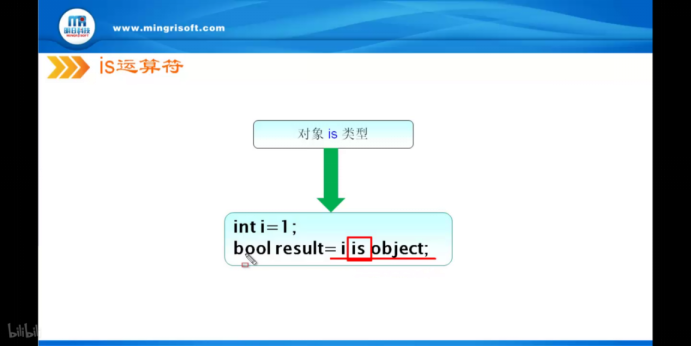 www.mingrisoft.com
is运算符
对象 is 类型
int i=1;
bool result= i is object;
bilibili